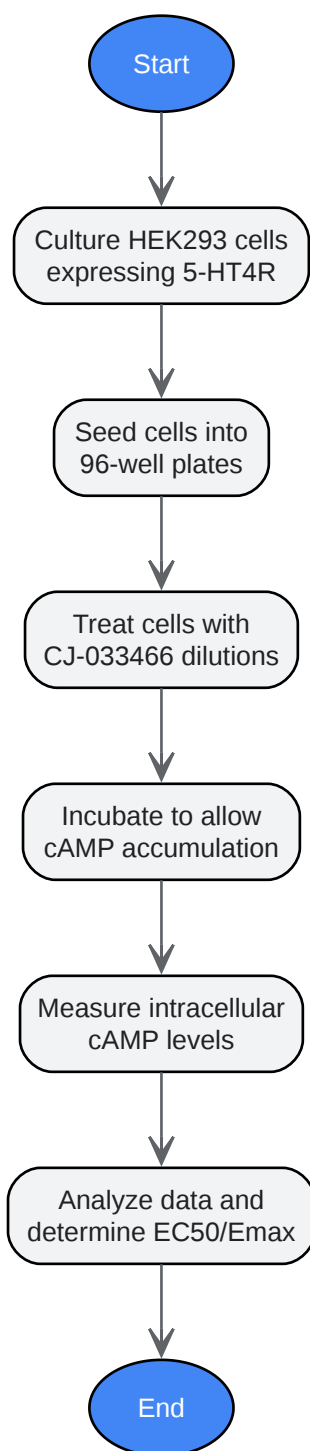 Start
Culture HEK293 cells
expressing 5-HT4R
Seed cells into
96-well plates
Treat cells with
CJ-033466 dilutions
Incubate to allow
cAMP accumulation
Measure intracellular
cAMP levels
Analyze data and
determine EC50/Emax
End